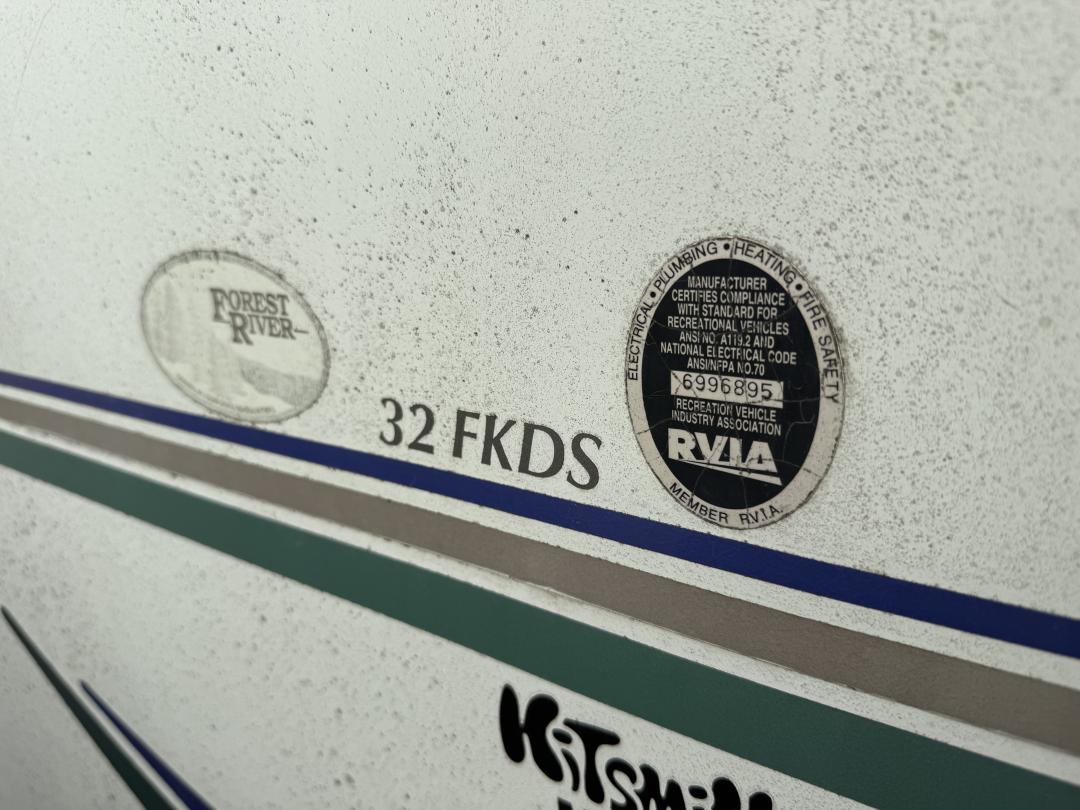 FOREST
RIVER
32 FKDS
ELECTRICAL • PLUMBING • HEATING • FIRE SAFETY
MANUFACTURER
CERTIFIES COMPLIANCE
WITH STANDARD FOR
RECREATIONAL VEHICLES
ANSI NO. A119.2 AND
NATIONAL ELECTRICAL CODE
ANSI/NFPA NO.70
6996895
RECREATION VEHICLE
INDUSTRY ASSOCIATION
RVIA
MEMBER R.V.I.A.